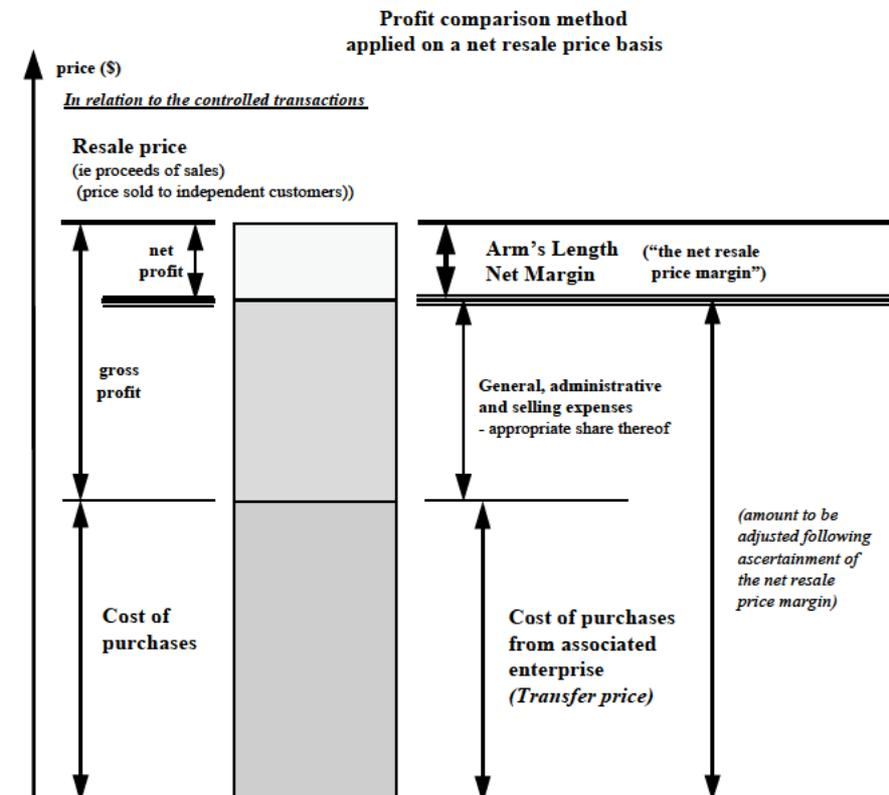 Profit comparison method
applied on a net resale price basis
price ($)
In relation to the controlled transactions
Resale price
(ie proceeds of sales)
(price sold to independent customers))
net
profit
Arm's Length
Net Margin
("the net resale
price margin")
gross
profit
General, administrative
and selling expenses
- appropriate share thereof
(amount to be
adjusted following
ascertainment of
the net resale
price margin)
Cost of
purchases
Cost of purchases
from associated
enterprise
(Transfer price)